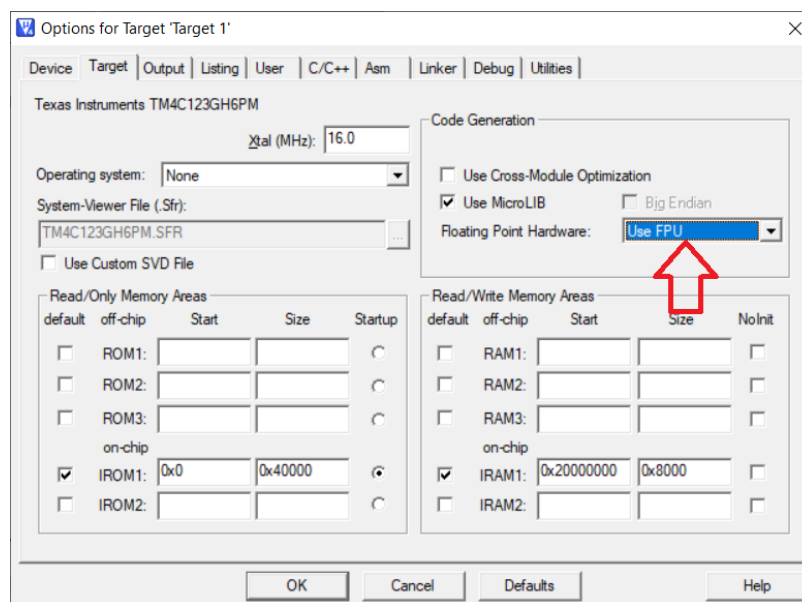 Options for Target 'Target 1'
Device Target Output Listing User C/C++ Asm Linker Debug Utilities
Texas Instruments TM4C123GH6PM
Xtal (MHz): 16.0
Operating system: None
System-Viewer File (.Sfr):
TM4C123GH6PM.SFR ...
Use Custom SVD File
Code Generation
Use Cross-Module Optimization
Use MicroLIB Big Endian
Floating Point Hardware: Use FPU
Read/Only Memory Areas
default off-chip Start Size Startup
ROM1:
ROM2:
ROM3:
on-chip
IROM1: 0x0 0x40000
IROM2:
Read/Write Memory Areas
default off-chip Start Size NoInit
RAM1:
RAM2:
RAM3:
on-chip
IRAM1: 0x20000000 0x8000
IRAM2:
OK Cancel Defaults Help